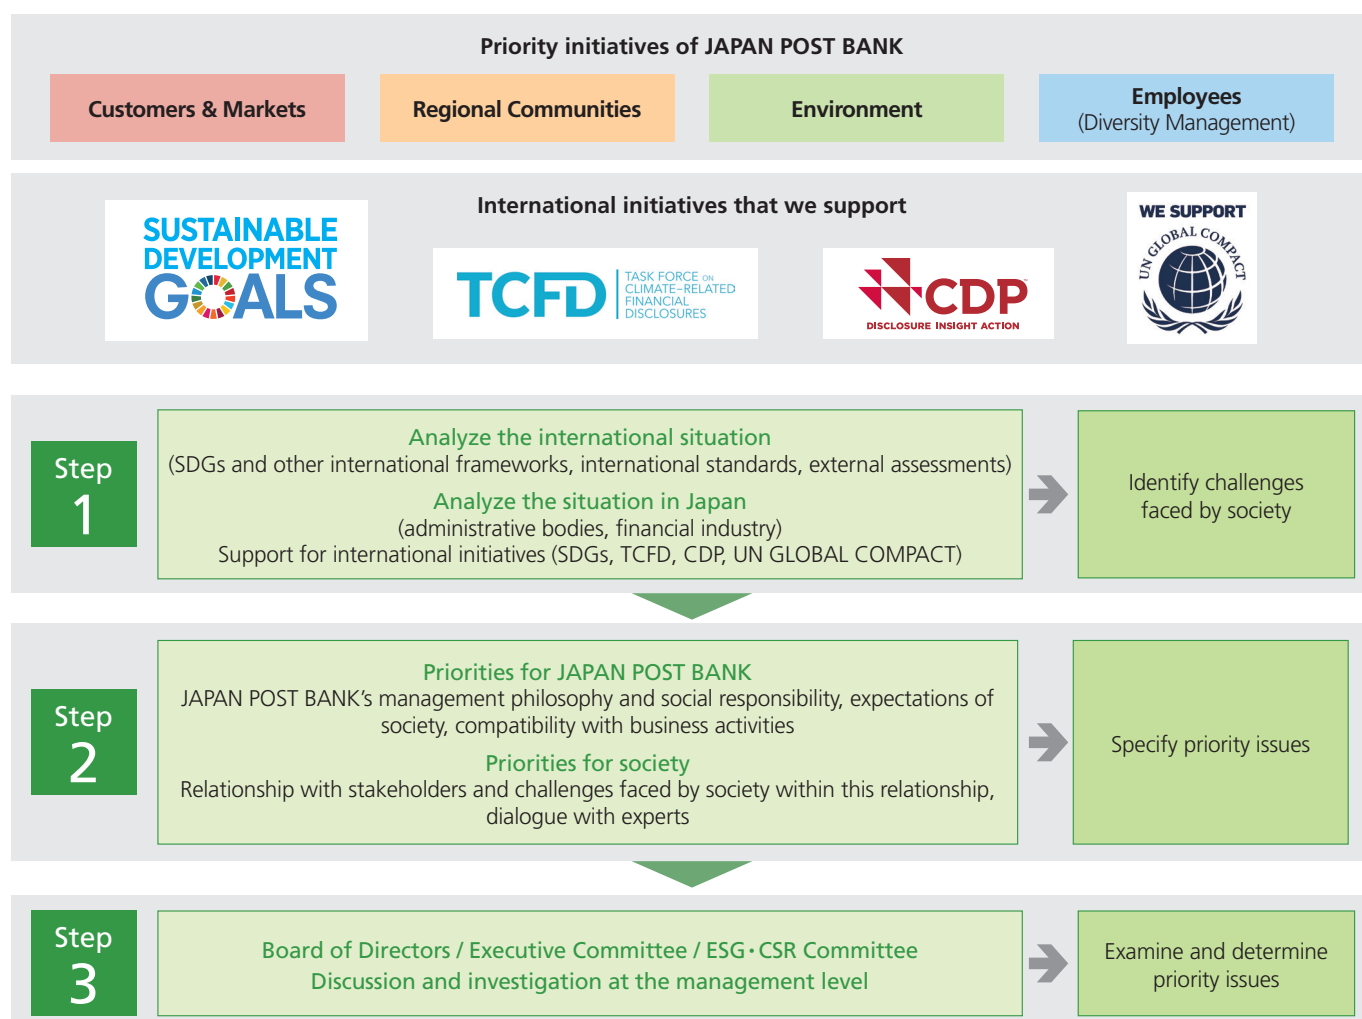 Priority initiatives of JAPAN POST BANK
Customers & Markets
Regional Communities
Environment
Employees
(Diversity Management)
International initiatives that we support
SUSTAINABLE
DEVELOPMENT
GOALS
TCFD
TASK FORCE ON
CLIMATE-RELATED
FINANCIAL
DISCLOSURES
CDP
DISCLOSURE INSIGHT ACTION
WE SUPPORT
UN GLOBAL COMPACT
Step
1
Analyze the international situation
(SDGs and other international frameworks, international standards, external assessments)
Analyze the situation in Japan
(administrative bodies, financial industry)
Support for international initiatives (SDGs, TCFD, CDP, UN GLOBAL COMPACT)
Identify challenges
faced by society
Step
2
Priorities for JAPAN POST BANK
JAPAN POST BANK’s management philosophy and social responsibility, expectations of
society, compatibility with business activities
Priorities for society
Relationship with stakeholders and challenges faced by society within this relationship,
dialogue with experts
Specify priority issues
Step
3
Board of Directors / Executive Committee / ESG・CSR Committee
Discussion and investigation at the management level
Examine and determine
priority issues